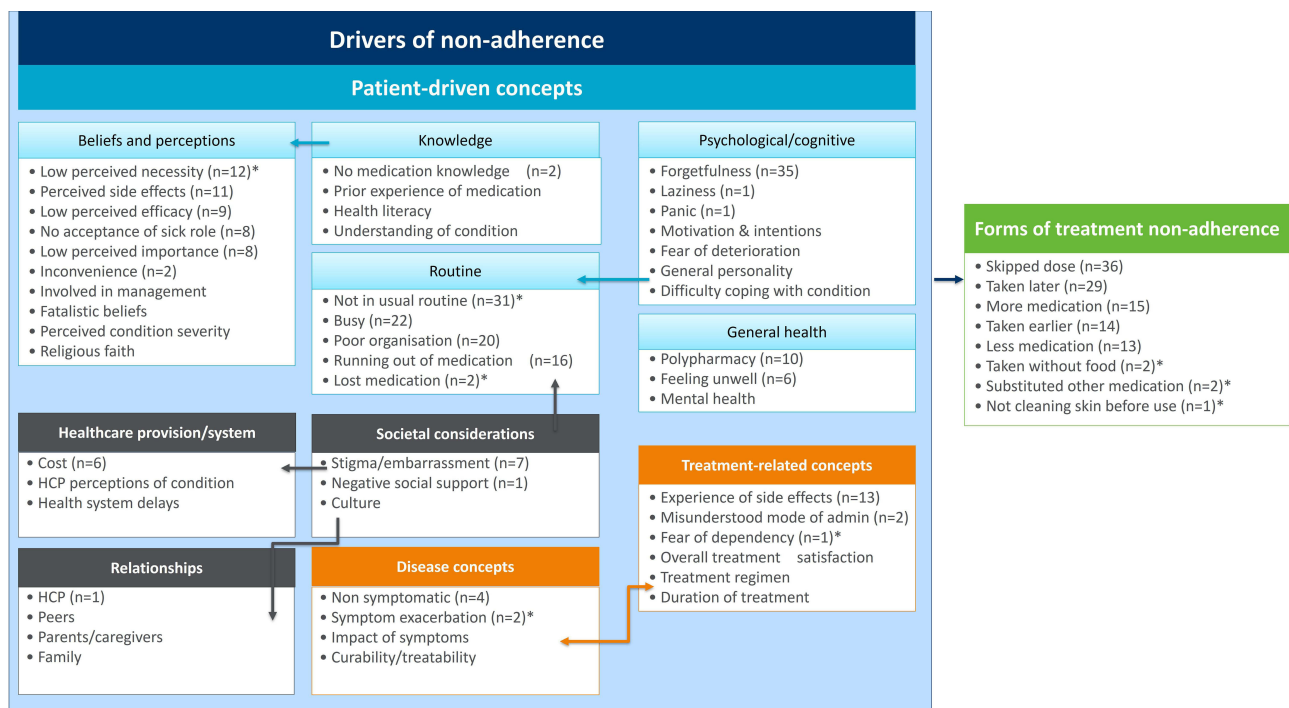 Drivers of non-adherence
Patient-driven concepts
Beliefs and perceptions
• Low perceived necessity (n=12)*
• Perceived side effects (n=11)
• Low perceived efficacy (n=9)
• No acceptance of sick role (n=8)
• Low perceived importance (n=8)
• Inconvenience (n=2)
• Involved in management
• Fatalistic beliefs
• Perceived condition severity
• Religious faith
Knowledge
• No medication knowledge (n=2)
• Prior experience of medication
• Health literacy
• Understanding of condition
Routine
• Not in usual routine (n=31)*
• Busy (n=22)
• Poor organisation (n=20)
• Running out of medication (n=16)
• Lost medication (n=2)*
Psychological/cognitive
• Forgetfulness (n=35)
• Laziness (n=1)
• Panic (n=1)
• Motivation & intentions
• Fear of deterioration
• General personality
• Difficulty coping with condition
General health
• Polypharmacy (n=10)
• Feeling unwell (n=6)
• Mental health
Healthcare provision/system
• Cost (n=6)
• HCP perceptions of condition
• Health system delays
Societal considerations
• Stigma/embarrassment (n=7)
• Negative social support (n=1)
• Culture
Relationships
• HCP (n=1)
• Peers
• Parents/caregivers
• Family
Disease concepts
• Non symptomatic (n=4)
• Symptom exacerbation (n=2)*
• Impact of symptoms
• Curability/treatability
Treatment-related concepts
• Experience of side effects (n=13)
• Misunderstood mode of admin (n=2)
• Fear of dependency (n=1)*
• Overall treatment satisfaction
• Treatment regimen
• Duration of treatment
Forms of treatment non-adherence
• Skipped dose (n=36)
• Taken later (n=29)
• More medication (n=15)
• Taken earlier (n=14)
• Less medication (n=13)
• Taken without food (n=2)*
• Substituted other medication (n=2)*
• Not cleaning skin before use (n=1)*